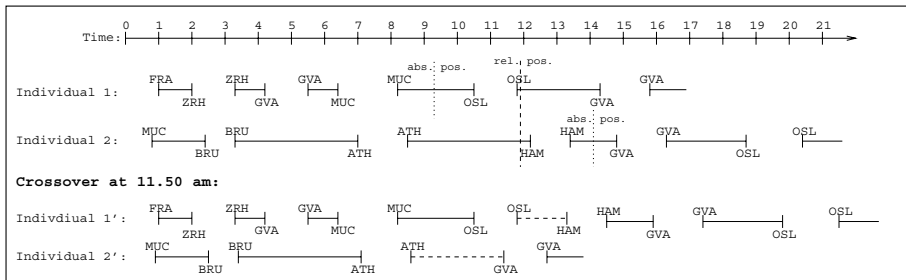 0 1 2 3 4 5 6 7 8 9 10 11 12 13 14 15 16 17 18 19 20 21
Time:
abs. pos. rel. pos.
FRA ZRH GVA MUC OSL GVA
Individual 1:
ZRH GVA MUC OSL GVA
abs. pos.
MUC BRU ATH HAM GVA OSL
Individual 2:
BRU ATH HAM GVA OSL
Crossover at 11.50 am:
FRA ZRH GVA MUC OSL HAM GVA OSL
Indivdiual 1':
ZRH GVA MUC OSL HAM GVA OSL
MUC BRU ATH GVA
Individual 2':
BRU ATH GVA